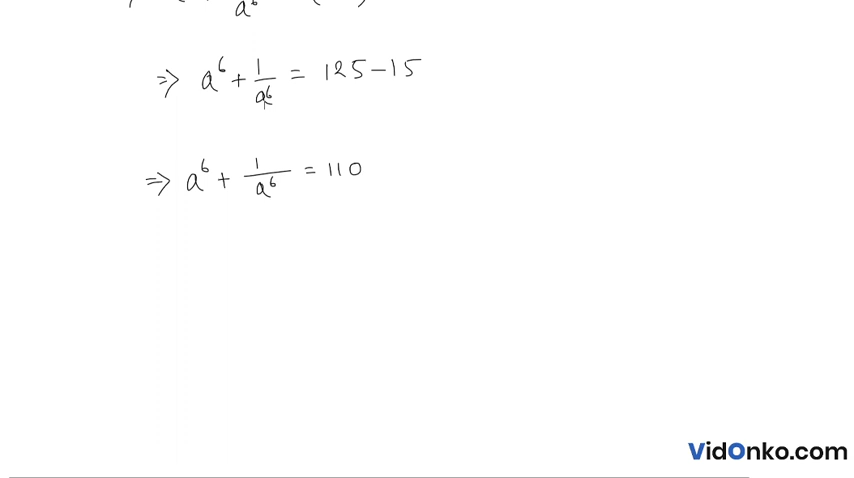 ⇒ a⁶ + 1/a⁶ = 125 − 15
⇒ a⁶ + 1/a⁶ = 110
VidOnko.com